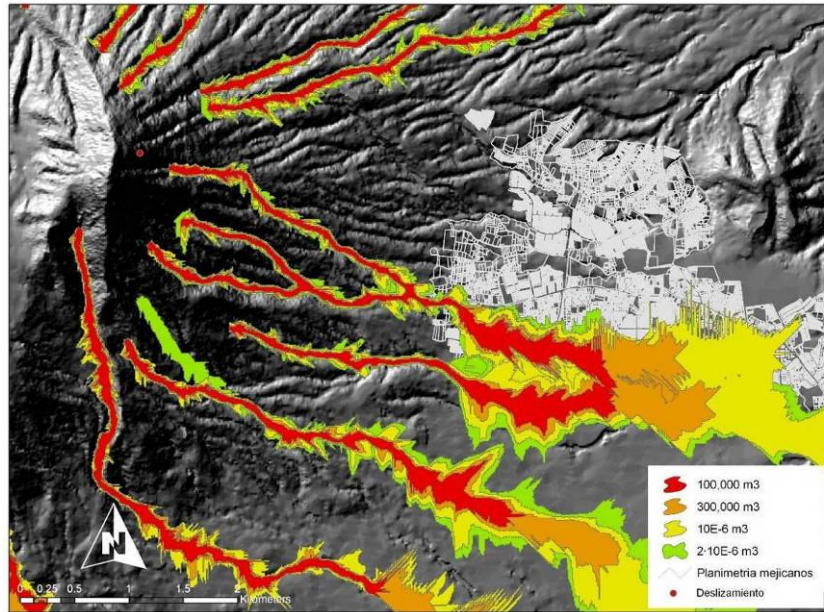 100,000 m3
300,000 m3
10E-6 m3
2·10E-6 m3
Planimetria mejicanos
Deslizamiento
N
0 0.25 0.5 1 1.5 2
Kilometers